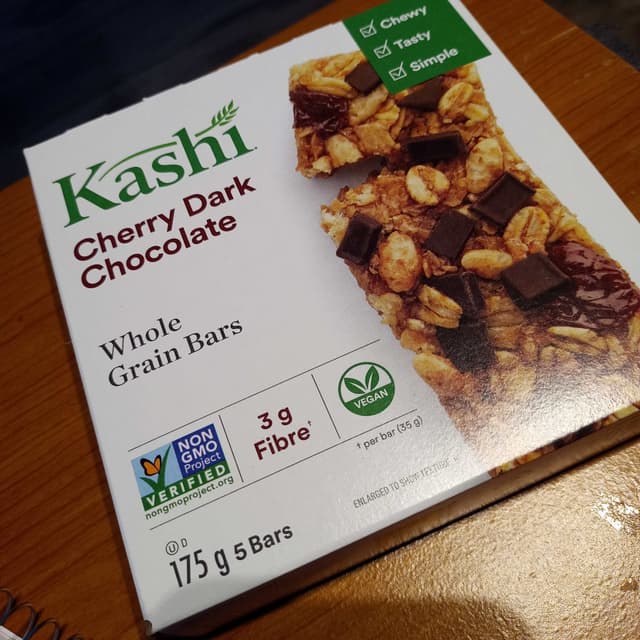 Chewy
Tasty
Simple
Kashi
Cherry Dark
Chocolate
Whole
Grain Bars
NON
GMO
Project
VERIFIED
nongmoproject.org
3 g
Fibre†
VEGAN
† per bar (35 g)
ENLARGED TO SHOW TEXTURE
U D
175 g 5 Bars